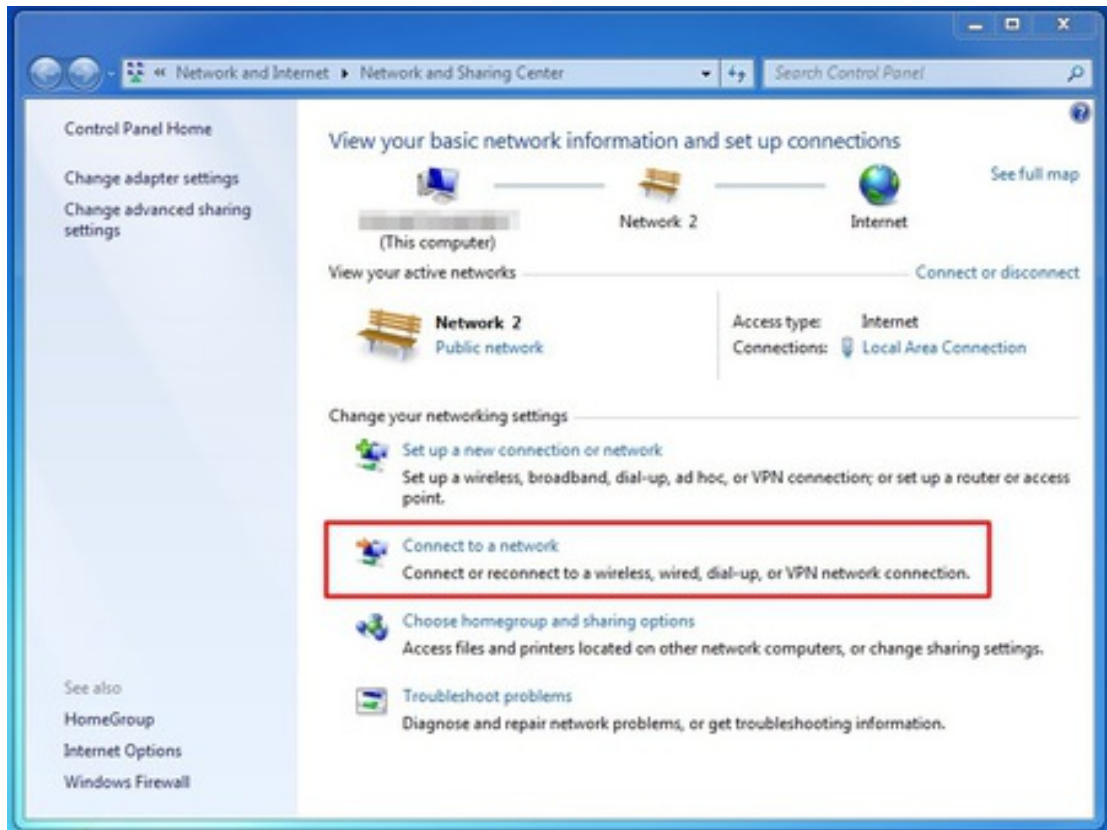 « Network and Internet ▸ Network and Sharing Center
Search Control Panel
Control Panel Home
Change adapter settings
Change advanced sharing
settings
See also
HomeGroup
Internet Options
Windows Firewall
View your basic network information and set up connections
See full map
(This computer)
Network 2
Internet
View your active networks
Connect or disconnect
Network 2
Public network
Access type: Internet
Connections: Local Area Connection
Change your networking settings
Set up a new connection or network
Set up a wireless, broadband, dial-up, ad hoc, or VPN connection; or set up a router or access
point.
Connect to a network
Connect or reconnect to a wireless, wired, dial-up, or VPN network connection.
Choose homegroup and sharing options
Access files and printers located on other network computers, or change sharing settings.
Troubleshoot problems
Diagnose and repair network problems, or get troubleshooting information.